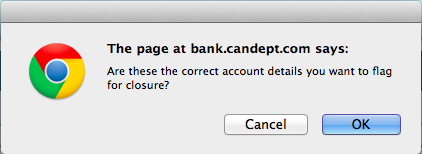 The page at bank.candept.com says:
Are these the correct account details you want to flag
for closure?
Cancel
OK